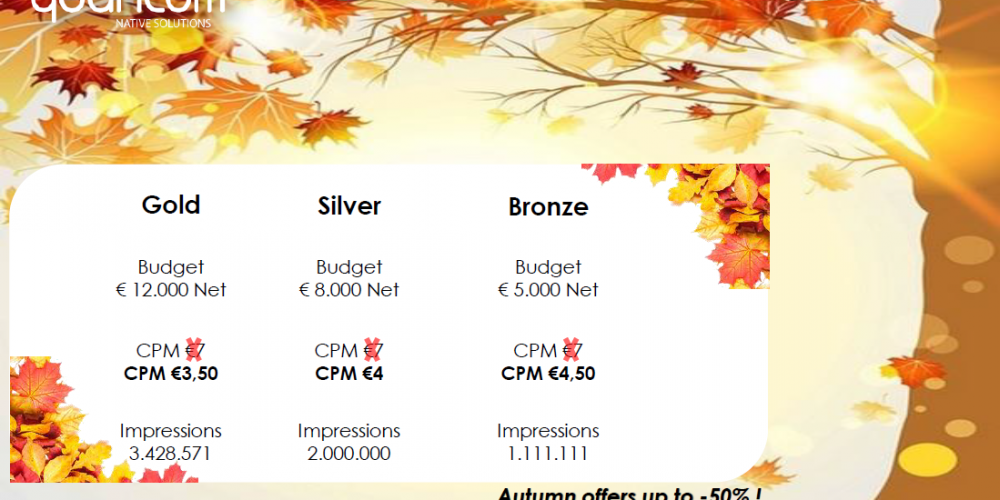 NATIVE SOLUTIONS
Gold Silver Bronze
Budget Budget Budget
€ 12.000 Net € 8.000 Net € 5.000 Net
CPM €7 CPM €7 CPM €7
CPM €3,50 CPM €4 CPM €4,50
Impressions Impressions Impressions
3.428.571 2.000.000 1.111.111
Autumn offers up to -50% !